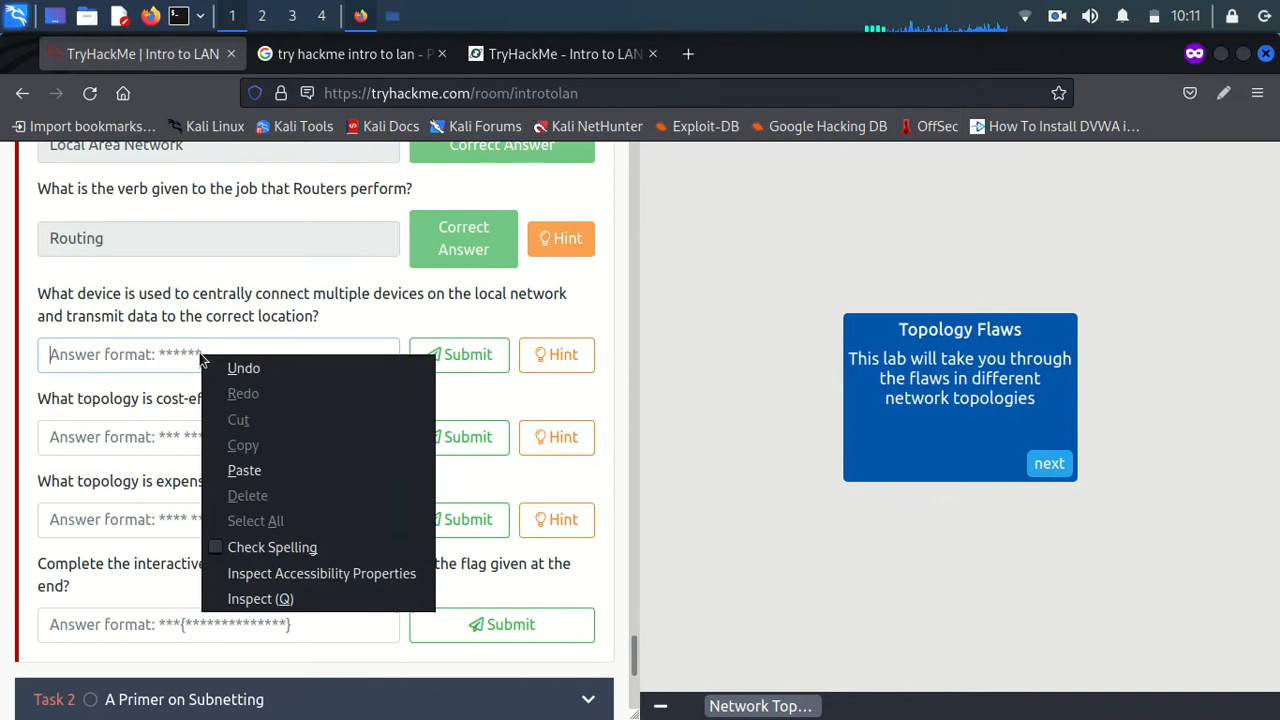 1
2
3
4
10:11
TryHackMe | Intro to LAN
try hackme intro to lan - P
TryHackMe - Intro to LAN
https://tryhackme.com/room/introtolan
Import bookmarks...
Kali Linux
Kali Tools
Kali Docs
Kali Forums
Kali NetHunter
Exploit-DB
Google Hacking DB
OffSec
How To Install DVWA i...
Local Area Network
Correct Answer
What is the verb given to the job that Routers perform?
Routing
Correct
Answer
Hint
What device is used to centrally connect multiple devices on the local network
and transmit data to the correct location?
Answer format: ******
Submit
Hint
What topology is cost-ef
Answer format: *** ***
Submit
Hint
What topology is expens
Answer format: **** **
Submit
Hint
Complete the interactive
the flag given at the
end?
Answer format: ***{**************}
Submit
Task 2
A Primer on Subnetting
Undo
Redo
Cut
Copy
Paste
Delete
Select All
Check Spelling
Inspect Accessibility Properties
Inspect (Q)
Topology Flaws
This lab will take you through
the flaws in different
network topologies
next
Network Top...